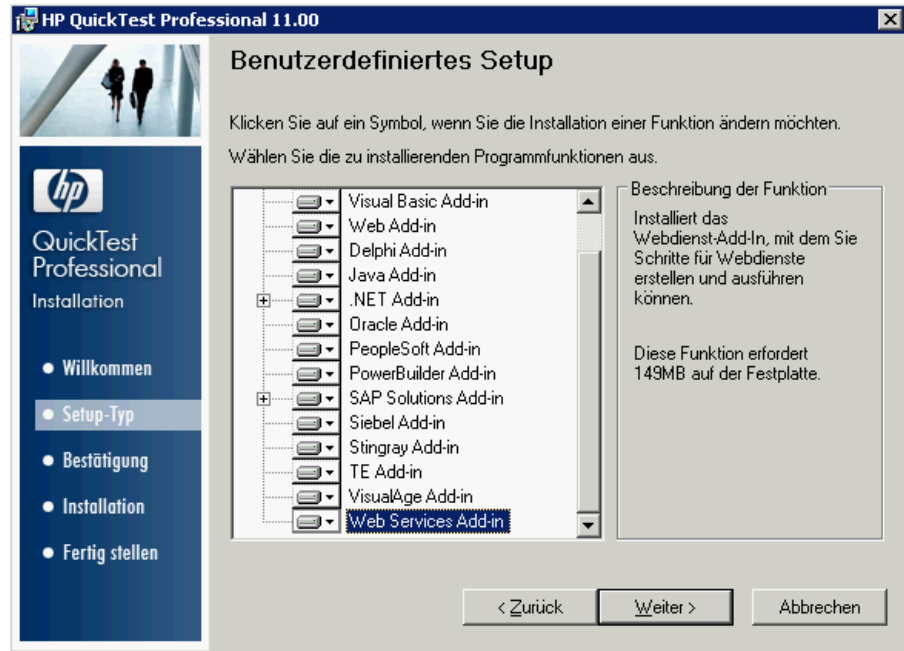 HP QuickTest Professional 11.00
Benutzerdefiniertes Setup
Klicken Sie auf ein Symbol, wenn Sie die Installation einer Funktion ändern möchten.
Wählen Sie die zu installierenden Programmfunktionen aus.
hp
QuickTest
Professional
Installation
Willkommen
Setup-Typ
Bestätigung
Installation
Fertig stellen
Visual Basic Add-in
Web Add-in
Delphi Add-in
Java Add-in
.NET Add-in
Oracle Add-in
PeopleSoft Add-in
PowerBuilder Add-in
SAP Solutions Add-in
Siebel Add-in
Stingray Add-in
TE Add-in
VisualAge Add-in
Web Services Add-in
Beschreibung der Funktion
Installiert das
Webdienst-Add-In, mit dem Sie
Schritte für Webdienste
erstellen und ausführen
können.
Diese Funktion erfordert
149MB auf der Festplatte.
< Zurück
Weiter >
Abbrechen